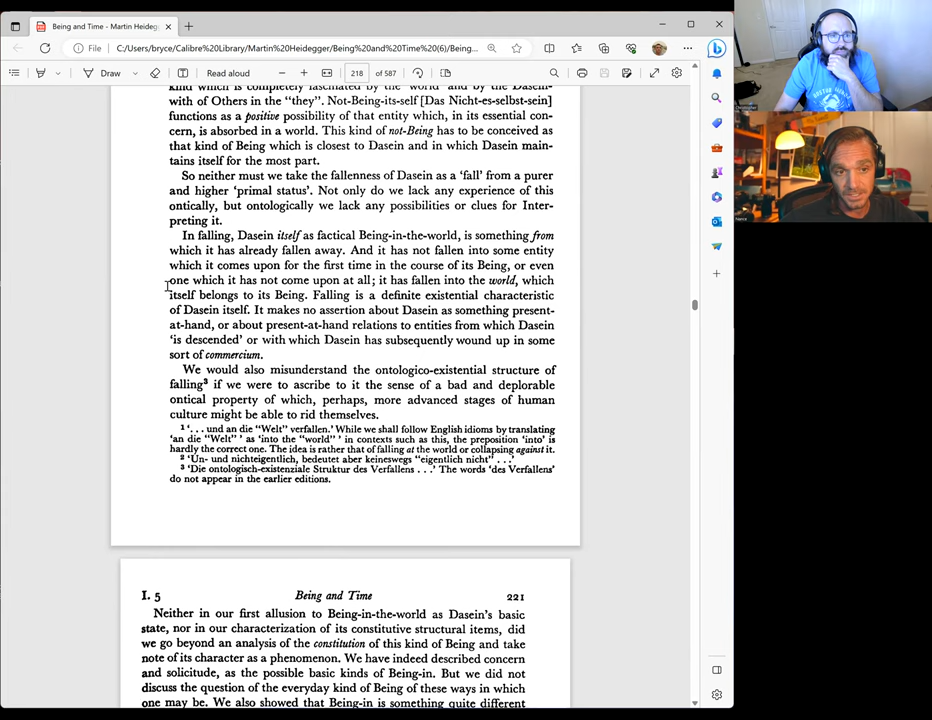 Being and Time - Martin Heideg
File
C:/Users/bryce/Calibre%20Library/Martin%20Heidegger/Being%20and%20Time%20(6)/Being...
Draw
Read aloud
218
of 587
kind which is completely fascinated by the "world" and by the Dasein-
with of Others in the "they". Not-Being-its-self [Das Nicht-es-selbst-sein]
functions as a positive possibility of that entity which, in its essential con-
cern, is absorbed in a world. This kind of not-Being has to be conceived as
that kind of Being which is closest to Dasein and in which Dasein main-
tains itself for the most part.
So neither must we take the fallenness of Dasein as a 'fall' from a purer
and higher 'primal status'. Not only do we lack any experience of this
ontically, but ontologically we lack any possibilities or clues for Inter-
preting it.
In falling, Dasein itself as factical Being-in-the-world, is something from
which it has already fallen away. And it has not fallen into some entity
which it comes upon for the first time in the course of its Being, or even
one which it has not come upon at all; it has fallen into the world, which
itself belongs to its Being. Falling is a definite existential characteristic
of Dasein itself. It makes no assertion about Dasein as something present-
at-hand, or about present-at-hand relations to entities from which Dasein
'is descended' or with which Dasein has subsequently wound up in some
sort of commercium.
We would also misunderstand the ontologico-existential structure of
falling³ if we were to ascribe to it the sense of a bad and deplorable
ontical property of which, perhaps, more advanced stages of human
culture might be able to rid themselves.
¹ '. . . und an die "Welt" verfallen.' While we shall follow English idioms by translating
'an die "Welt" ' as 'into the "world" ' in contexts such as this, the preposition 'into' is
hardly the correct one. The idea is rather that of falling at the world or collapsing against it.
² 'Un- und nichteigentlich, bedeutet aber keineswegs "eigentlich nicht" . . .'
³ 'Die ontologisch-existenziale Struktur des Verfallens . . .' The words 'des Verfallens'
do not appear in the earlier editions.
I. 5
Being and Time
221
Neither in our first allusion to Being-in-the-world as Dasein's basic
state, nor in our characterization of its constitutive structural items, did
we go beyond an analysis of the constitution of this kind of Being and take
note of its character as a phenomenon. We have indeed described concern
and solicitude, as the possible basic kinds of Being-in. But we did not
discuss the question of the everyday kind of Being of these ways in which
one may be. We also showed that Being-in is something quite different